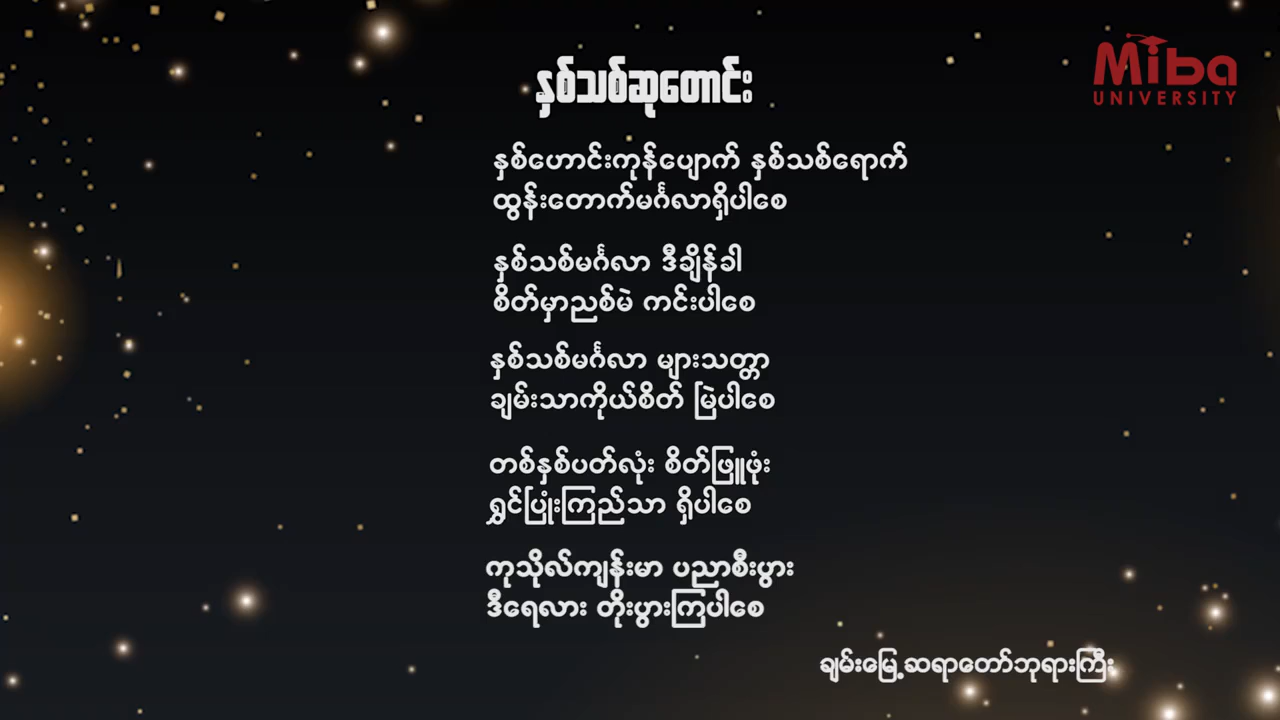 Miba
UNIVERSITY
နှစ်သစ်ဆုတောင်း
နှစ်ဟောင်းကုန်ပျောက် နှစ်သစ်ရောက်
ထွန်းတောက်မင်္ဂလာရှိပါစေ
နှစ်သစ်မင်္ဂလာ ဒီချိန်ခါ
စိတ်မှာညစ်မဲ ကင်းပါစေ
နှစ်သစ်မင်္ဂလာ များသတ္တာ
ချမ်းသာကိုယ်စိတ် မြဲပါစေ
တစ်နှစ်ပတ်လုံး စိတ်ဖြူဖုံး
ရွှင်ပြုံးကြည်သာ ရှိပါစေ
ကုသိုလ်ကျန်းမာ ပညာစီးပွား
ဒီရေလား တိုးပွားကြပါစေ
ချမ်းမြေ့ဆရာတော်ဘုရားကြီး